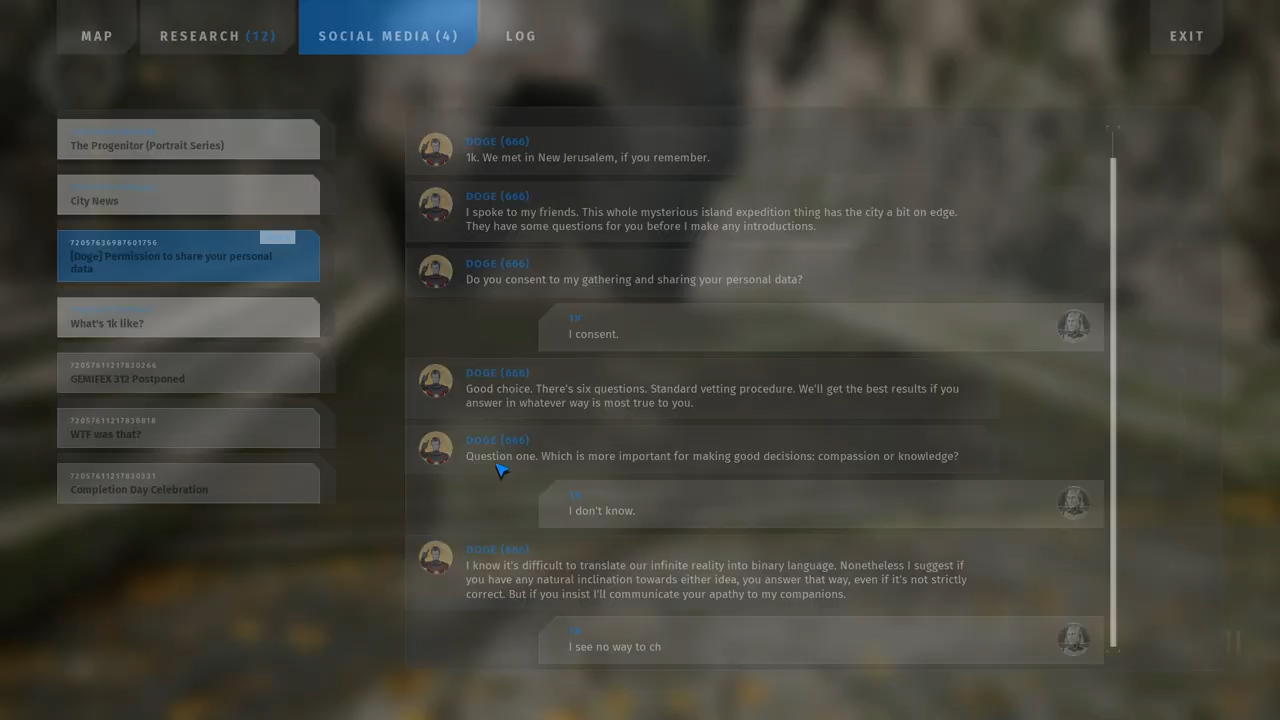 MAP
RESEARCH (12)
SOCIAL MEDIA (4)
LOG
EXIT
The Progenitor (Portrait Series)
City News
72057636987601756
[Doge] Permission to share your personal
data
What's 1k like?
72057611217830266
GEMIFEX 312 Postponed
72057611217830818
WTF was that?
72057611217830331
Completion Day Celebration
DOGE (666)
1k. We met in New Jerusalem, if you remember.
DOGE (666)
I spoke to my friends. This whole mysterious island expedition thing has the city a bit on edge.
They have some questions for you before I make any introductions.
DOGE (666)
Do you consent to my gathering and sharing your personal data?
1K
I consent.
DOGE (666)
Good choice. There's six questions. Standard vetting procedure. We'll get the best results if you
answer in whatever way is most true to you.
DOGE (666)
Question one. Which is more important for making good decisions: compassion or knowledge?
1K
I don't know.
DOGE (666)
I know it's difficult to translate our infinite reality into binary language. Nonetheless I suggest if
you have any natural inclination towards either idea, you answer that way, even if it's not strictly
correct. But if you insist I'll communicate your apathy to my companions.
1K
I see no way to ch